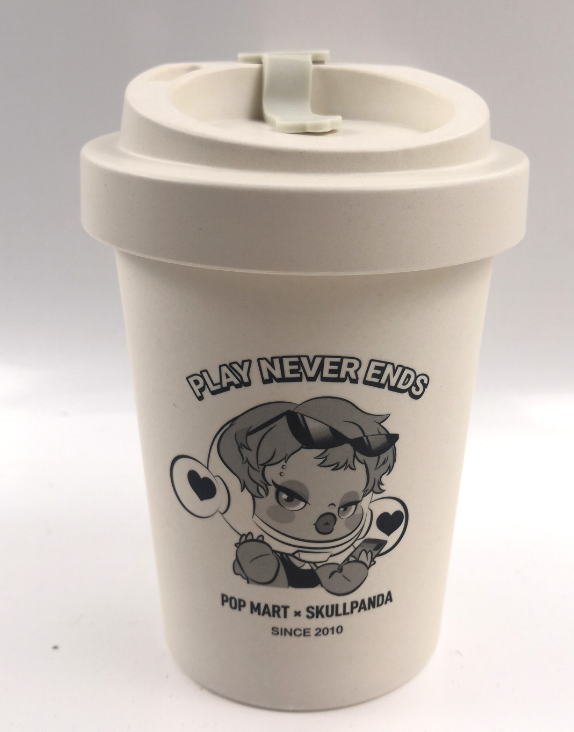 PLAY NEVER ENDS
POP MART × SKULLPANDA
SINCE 2010